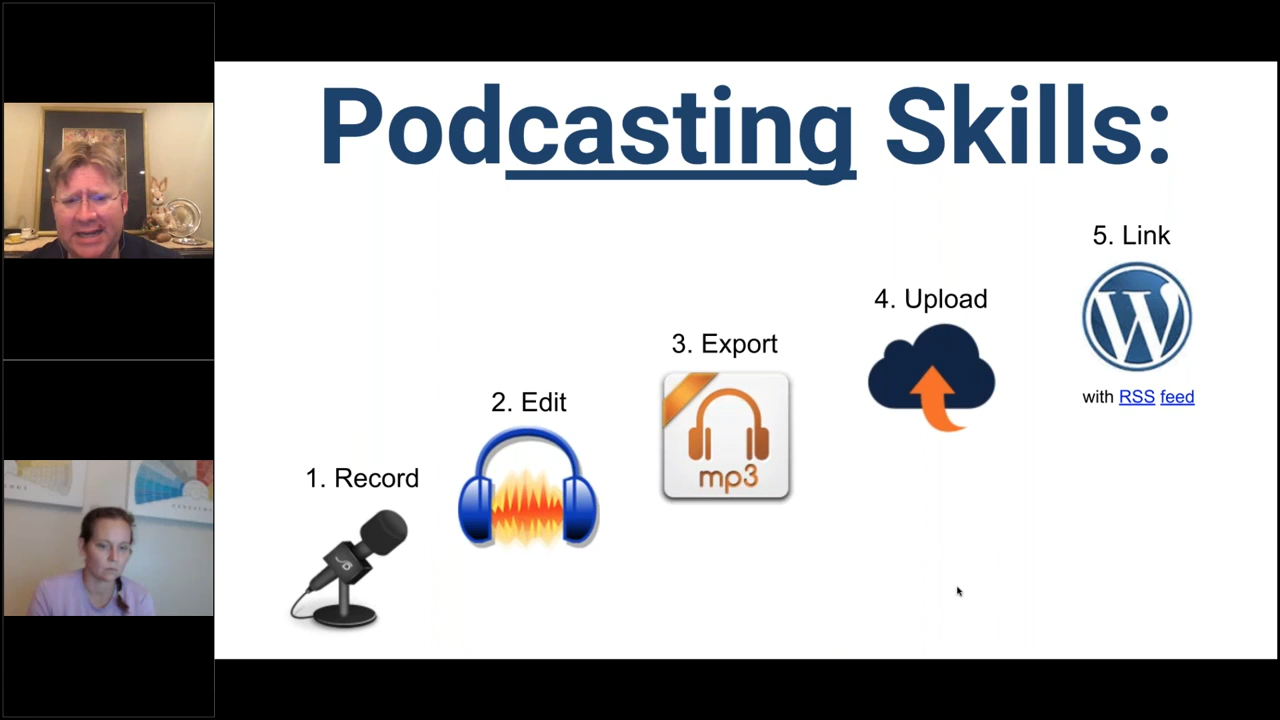 Podcasting Skills:
1. Record
2. Edit
3. Export
mp3
4. Upload
5. Link
W
with RSS feed